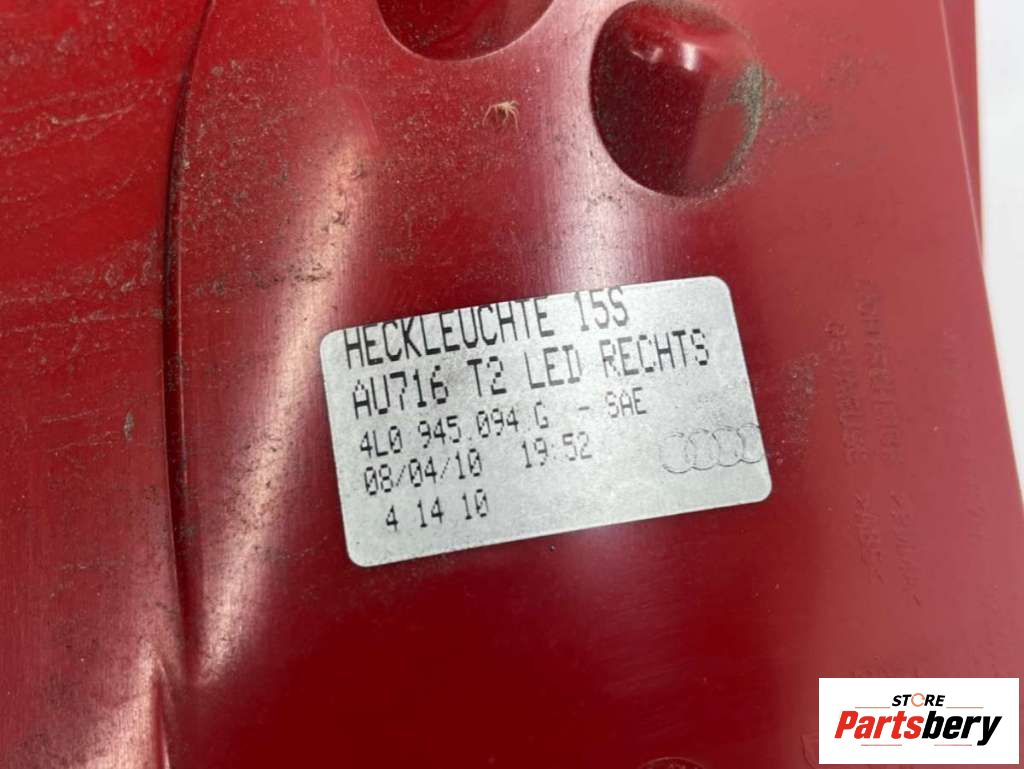 HECKLEUCHTE 15S
AU716 T2 LED RECHTS
4L0 945.094 G - SAE
08/04/10 19:52
4 14 10
STORE
Partsbery